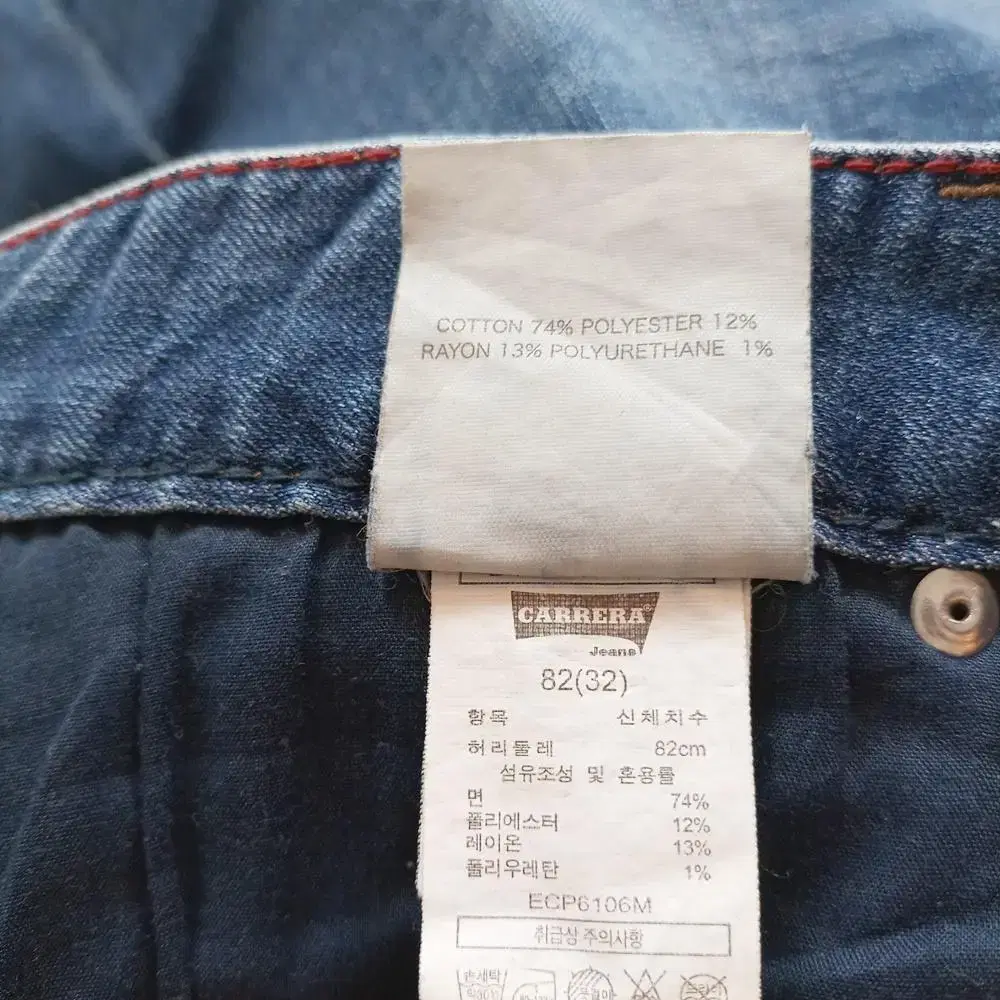 COTTON 74% POLYESTER 12%
RAYON 13% POLYURETHANE 1%
CARRERA®
Jeans
82(32)
항목 신체치수
허리둘레 82cm
섬유조성 및 혼용률
면 74%
폴리에스터 12%
레이온 13%
폴리우레탄 1%
ECP6106M
취급상 주의사항
손세탁